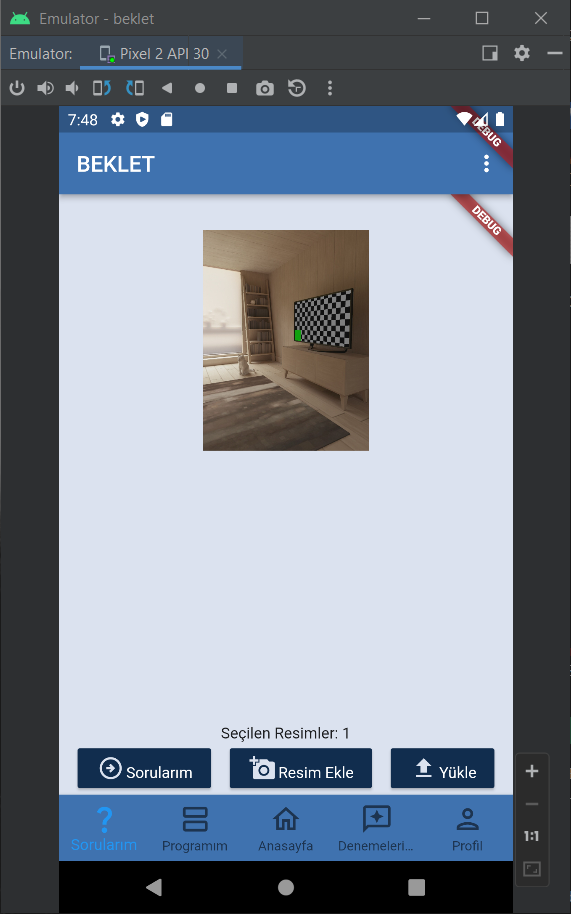 Emulator - beklet
Emulator: Pixel 2 API 30
7:48
DEBUG
BEKLET
DEBUG
Seçilen Resimler: 1
Sorularım Resim Ekle Yükle
Sorularım Programım Anasayfa Denemeleri... Profil
1:1